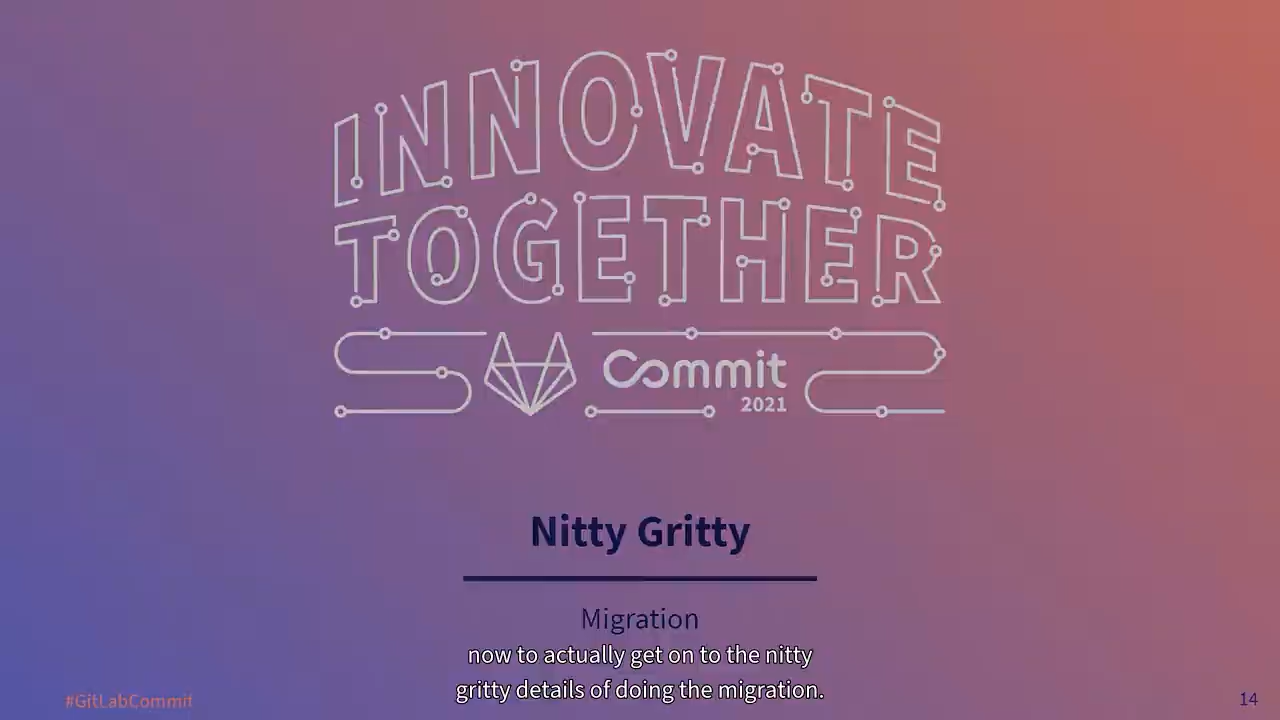 INNOVATE
TOGETHER
Commit
2021
Nitty Gritty
Migration
now to actually get on to the nitty
gritty details of doing the migration.
#GitLabCommit
14